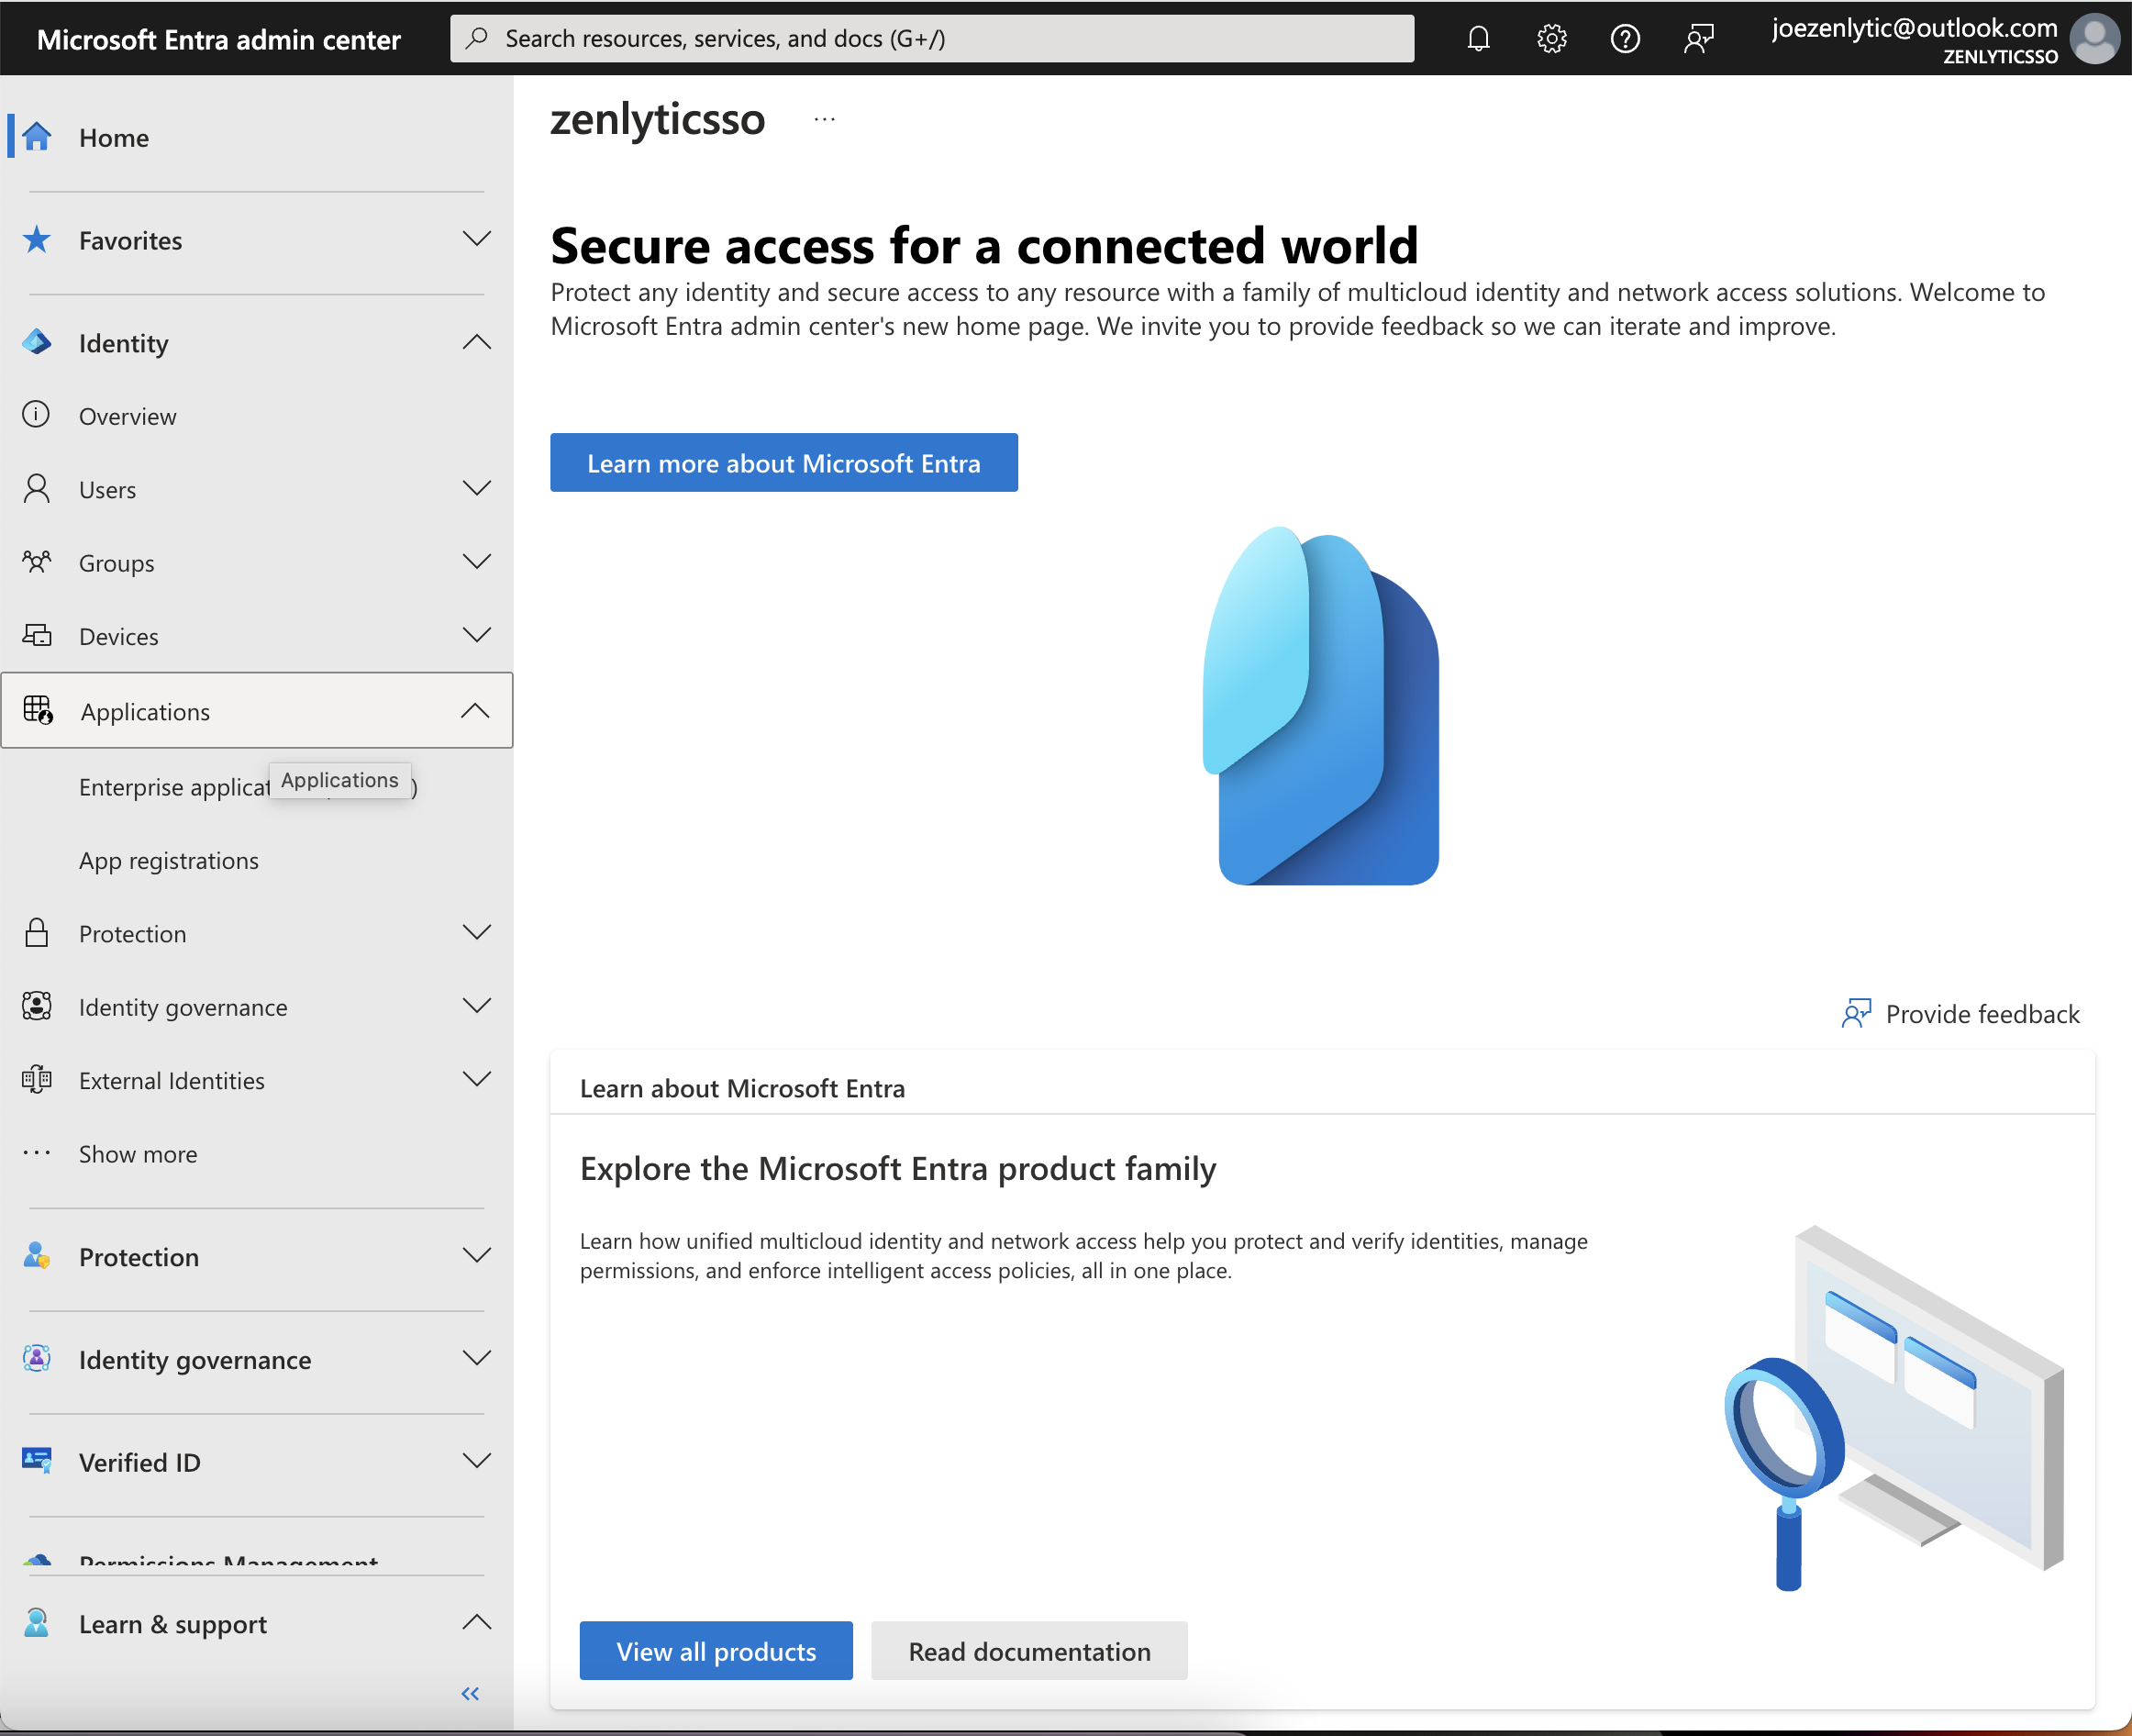 Microsoft Entra admin center
Search resources, services, and docs (G+/)
joezenlytic@outlook.com
ZENLYTICSSO
Home
Favorites
Identity
Overview
Users
Groups
Devices
Applications
Enterprise applicat )
Applications
App registrations
Protection
Identity governance
External Identities
Show more
Protection
Identity governance
Verified ID
Permissions Management
Learn & support
zenlyticsso ...
Secure access for a connected world
Protect any identity and secure access to any resource with a family of multicloud identity and network access solutions. Welcome to
Microsoft Entra admin center's new home page. We invite you to provide feedback so we can iterate and improve.
Learn more about Microsoft Entra
Provide feedback
Learn about Microsoft Entra
Explore the Microsoft Entra product family
Learn how unified multicloud identity and network access help you protect and verify identities, manage
permissions, and enforce intelligent access policies, all in one place.
View all products
Read documentation